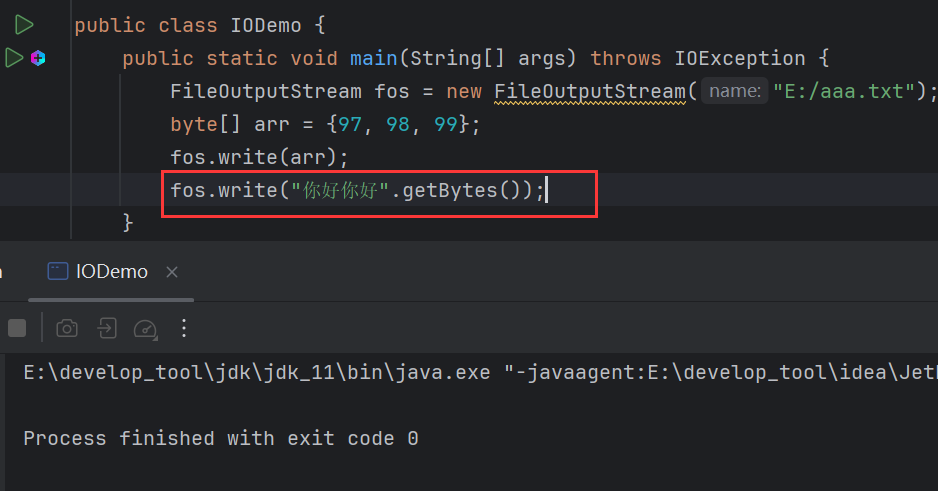 public class IODemo {
public static void main(String[] args) throws IOException {
FileOutputStream fos = new FileOutputStream( name: "E:/aaa.txt");
byte[] arr = {97, 98, 99};
fos.write(arr);
fos.write("你好你好".getBytes());
}
IODemo ×
E:\develop_tool\jdk\jdk_11\bin\java.exe "-javaagent:E:\develop_tool\idea\Jet
Process finished with exit code 0